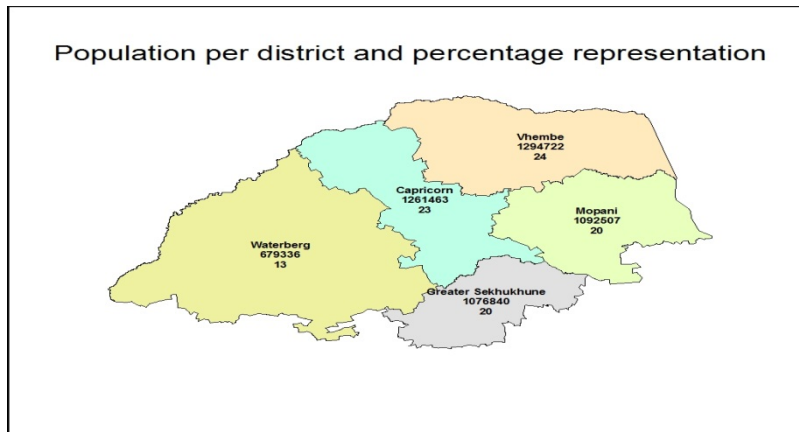 Population per district and percentage representation
Vhembe
1294722
24
Capricorn
1261463
23
Mopani
1092507
20
Waterberg
679336
13
Greater Sekhukhune
1076840
20